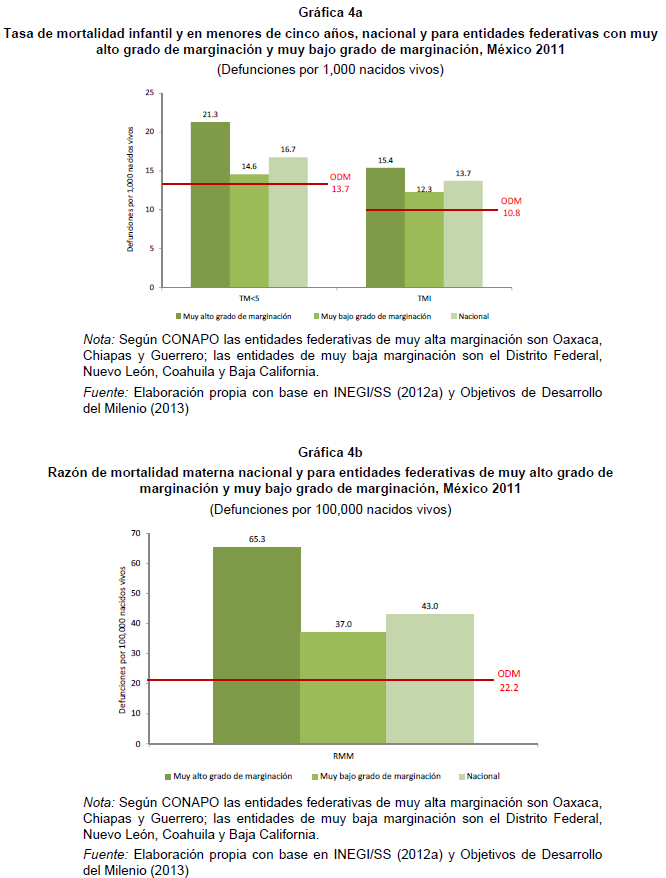 Gráfica 4a
Tasa de mortalidad infantil y en menores de cinco años, nacional y para entidades federativas con muy
alto grado de marginación y muy bajo grado de marginación, México 2011
(Defunciones por 1,000 nacidos vivos)
Defunciones por 1,000 nacidos vivos
25
20
15
10
5
0
21.3
14.6
16.7
ODM
13.7
15.4
12.3
13.7
ODM
10.8
TM<5
TMI
Muy alto grado de marginación
Muy bajo grado de marginación
Nacional
Nota: Según CONAPO las entidades federativas de muy alta marginación son Oaxaca,
Chiapas y Guerrero; las entidades de muy baja marginación son el Distrito Federal,
Nuevo León, Coahuila y Baja California.
Fuente: Elaboración propia con base en INEGI/SS (2012a) y Objetivos de Desarrollo
del Milenio (2013)
Gráfica 4b
Razón de mortalidad materna nacional y para entidades federativas de muy alto grado de
marginación y muy bajo grado de marginación, México 2011
(Defunciones por 100,000 nacidos vivos)
Defunciones por 100,000 nacidos vivos
70
60
50
40
30
20
10
0
65.3
37.0
43.0
ODM
22.2
RMM
Muy alto grado de marginación
Muy bajo grado de marginación
Nacional
Nota: Según CONAPO las entidades federativas de muy alta marginación son Oaxaca,
Chiapas y Guerrero; las entidades de muy baja marginación son el Distrito Federal,
Nuevo León, Coahuila y Baja California.
Fuente: Elaboración propia con base en INEGI/SS (2012a) y Objetivos de Desarrollo
del Milenio (2013)